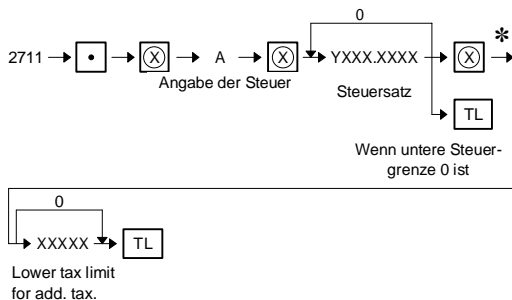 0
2711 • X A X YXXX.XXXX X *
Angabe der Steuer
Steuersatz
TL
Wenn untere Steuer-
grenze 0 ist
0
XXXXX TL
Lower tax limit
for add. tax.